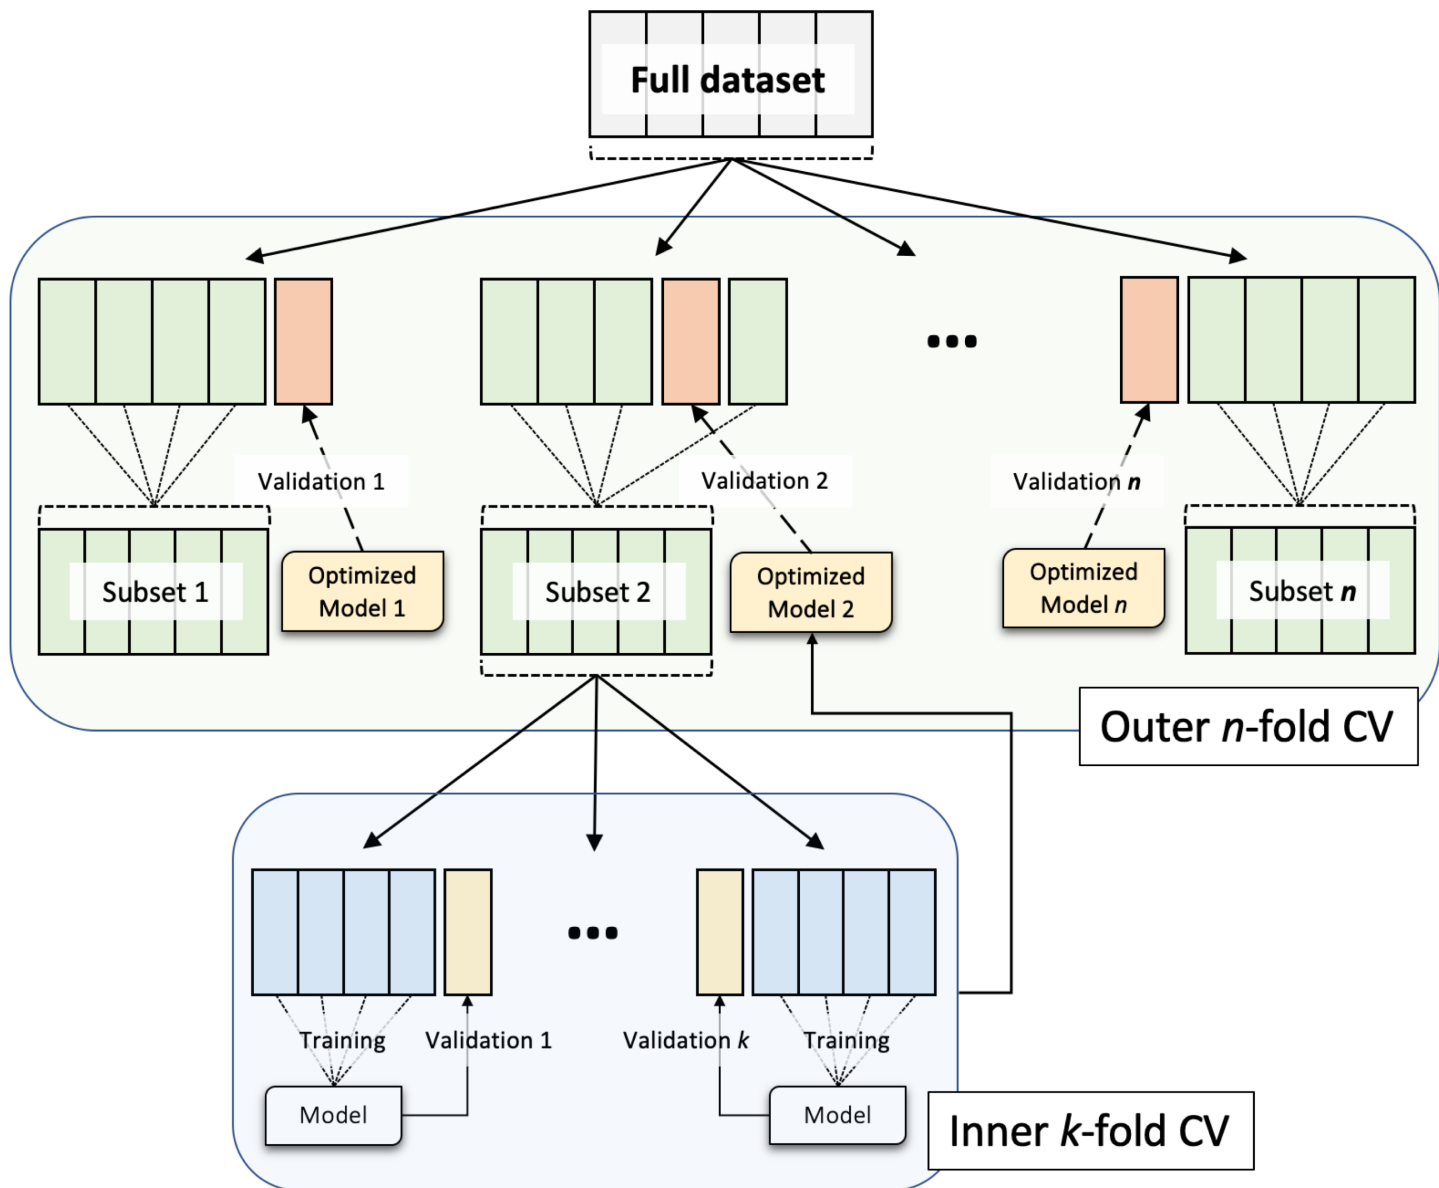 Full dataset
Validation 1
Validation 2
Validation n
Subset 1
Optimized
Model 1
Subset 2
Optimized
Model 2
Optimized
Model n
Subset n
Outer n-fold CV
Training
Validation 1
Validation k
Training
Model
Model
Inner k-fold CV